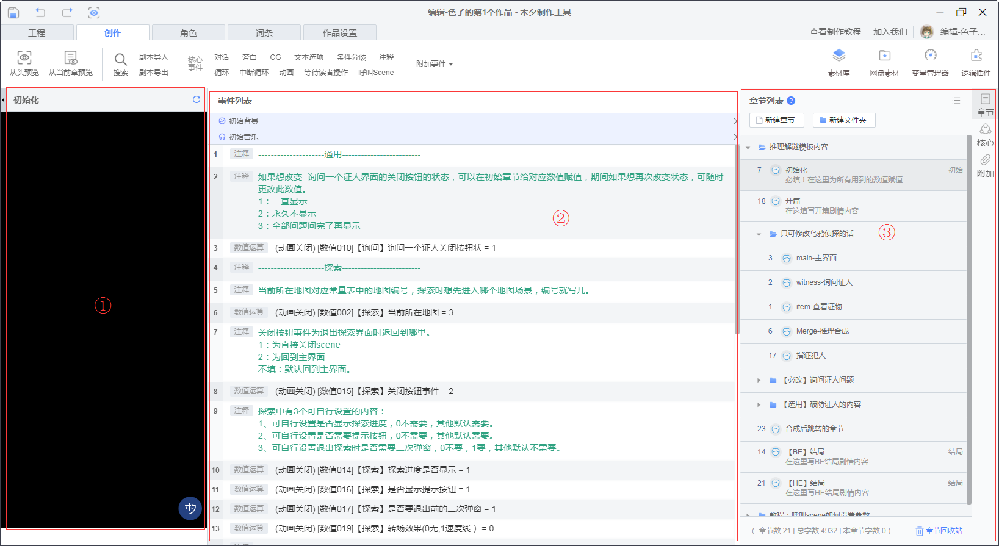 编辑-色子的第1个作品 - 木夕制作工具
工程
创作
角色
词条
作品设置
查看制作教程
加入我们
编辑-色子...
从头预览
从当前章预览
搜索
剧本导入
剧本导出
核心
事件
对话
旁白
CG
文本选项
条件分歧
注释
循环
中断循环
动画
等待读者操作
呼叫Scene
附加事件
素材库
网盘素材
变量管理器
逻辑插件
初始化
①
事件列表
初始背景
初始音乐
1 注释 ---------------------通用-------------------------
2 注释 如果想改变 询问一个证人界面的关闭按钮的状态，可以在初始章节给对应数值赋值，期间如果想再次改变状态，可随时
更改此数值。
1：一直显示
2：永久不显示
3：全部问题问完了再显示
②
3 数值运算 (动画关闭) [数值010]【询问】询问一个证人关闭按钮状 = 1
4 注释 ---------------------探索-------------------------
5 注释 当前所在地图对应常量表中的地图编号，探索时想先进入哪个地图场景，编号就写几。
6 数值运算 (动画关闭) [数值002]【探索】当前所在地图 = 3
7 注释 关闭按钮事件为退出探索界面时返回到哪里。
1：为直接关闭scene
2：为回到主界面
不填：默认回到主界面。
8 数值运算 (动画关闭) [数值015]【探索】关闭按钮事件 = 2
9 注释 探索中有3个可自行设置的内容：
1、可自行设置是否显示探索进度，0不需要，其他默认需要。
2、可自行设置是否需要提示按钮，0不需要，其他默认需要。
3、可自行设置退出探索时是否需要二次弹窗，0不要，1要，其他默认不需要。
10 数值运算 (动画关闭) [数值014]【探索】探索进度是否显示 = 1
11 数值运算 (动画关闭) [数值016]【探索】是否显示提示按钮 = 1
12 数值运算 (动画关闭) [数值017]【探索】是否要退出前的二次弹窗 = 1
13 数值运算 (动画关闭) [数值019]【探索】转场效果(0无,1速度线 ）= 0
章节列表 ?
新建章节
新建文件夹
推理解谜模板内容
7 初始化 初始
必填！在这里为所有用到的数值赋值
18 开篇
在这填写开篇剧情内容
只可修改乌鸦侦探的话
③
3 main-主界面
2 witness-询问证人
1 item-查看证物
6 Merge-推理合成
17 指证犯人
【必改】询问证人问题
【选用】破防证人的内容
23 合成后跳转的章节
14 【BE】结局 结局
在这里写BE结局剧情内容
21 【HE】结局 结局
在这里写HE结局剧情内容
教程：呼叫scene如何设置参数
( 章节数 21 | 总字数 4932 | 本章节字数 0 )
章节回收站
章节
核心
附加